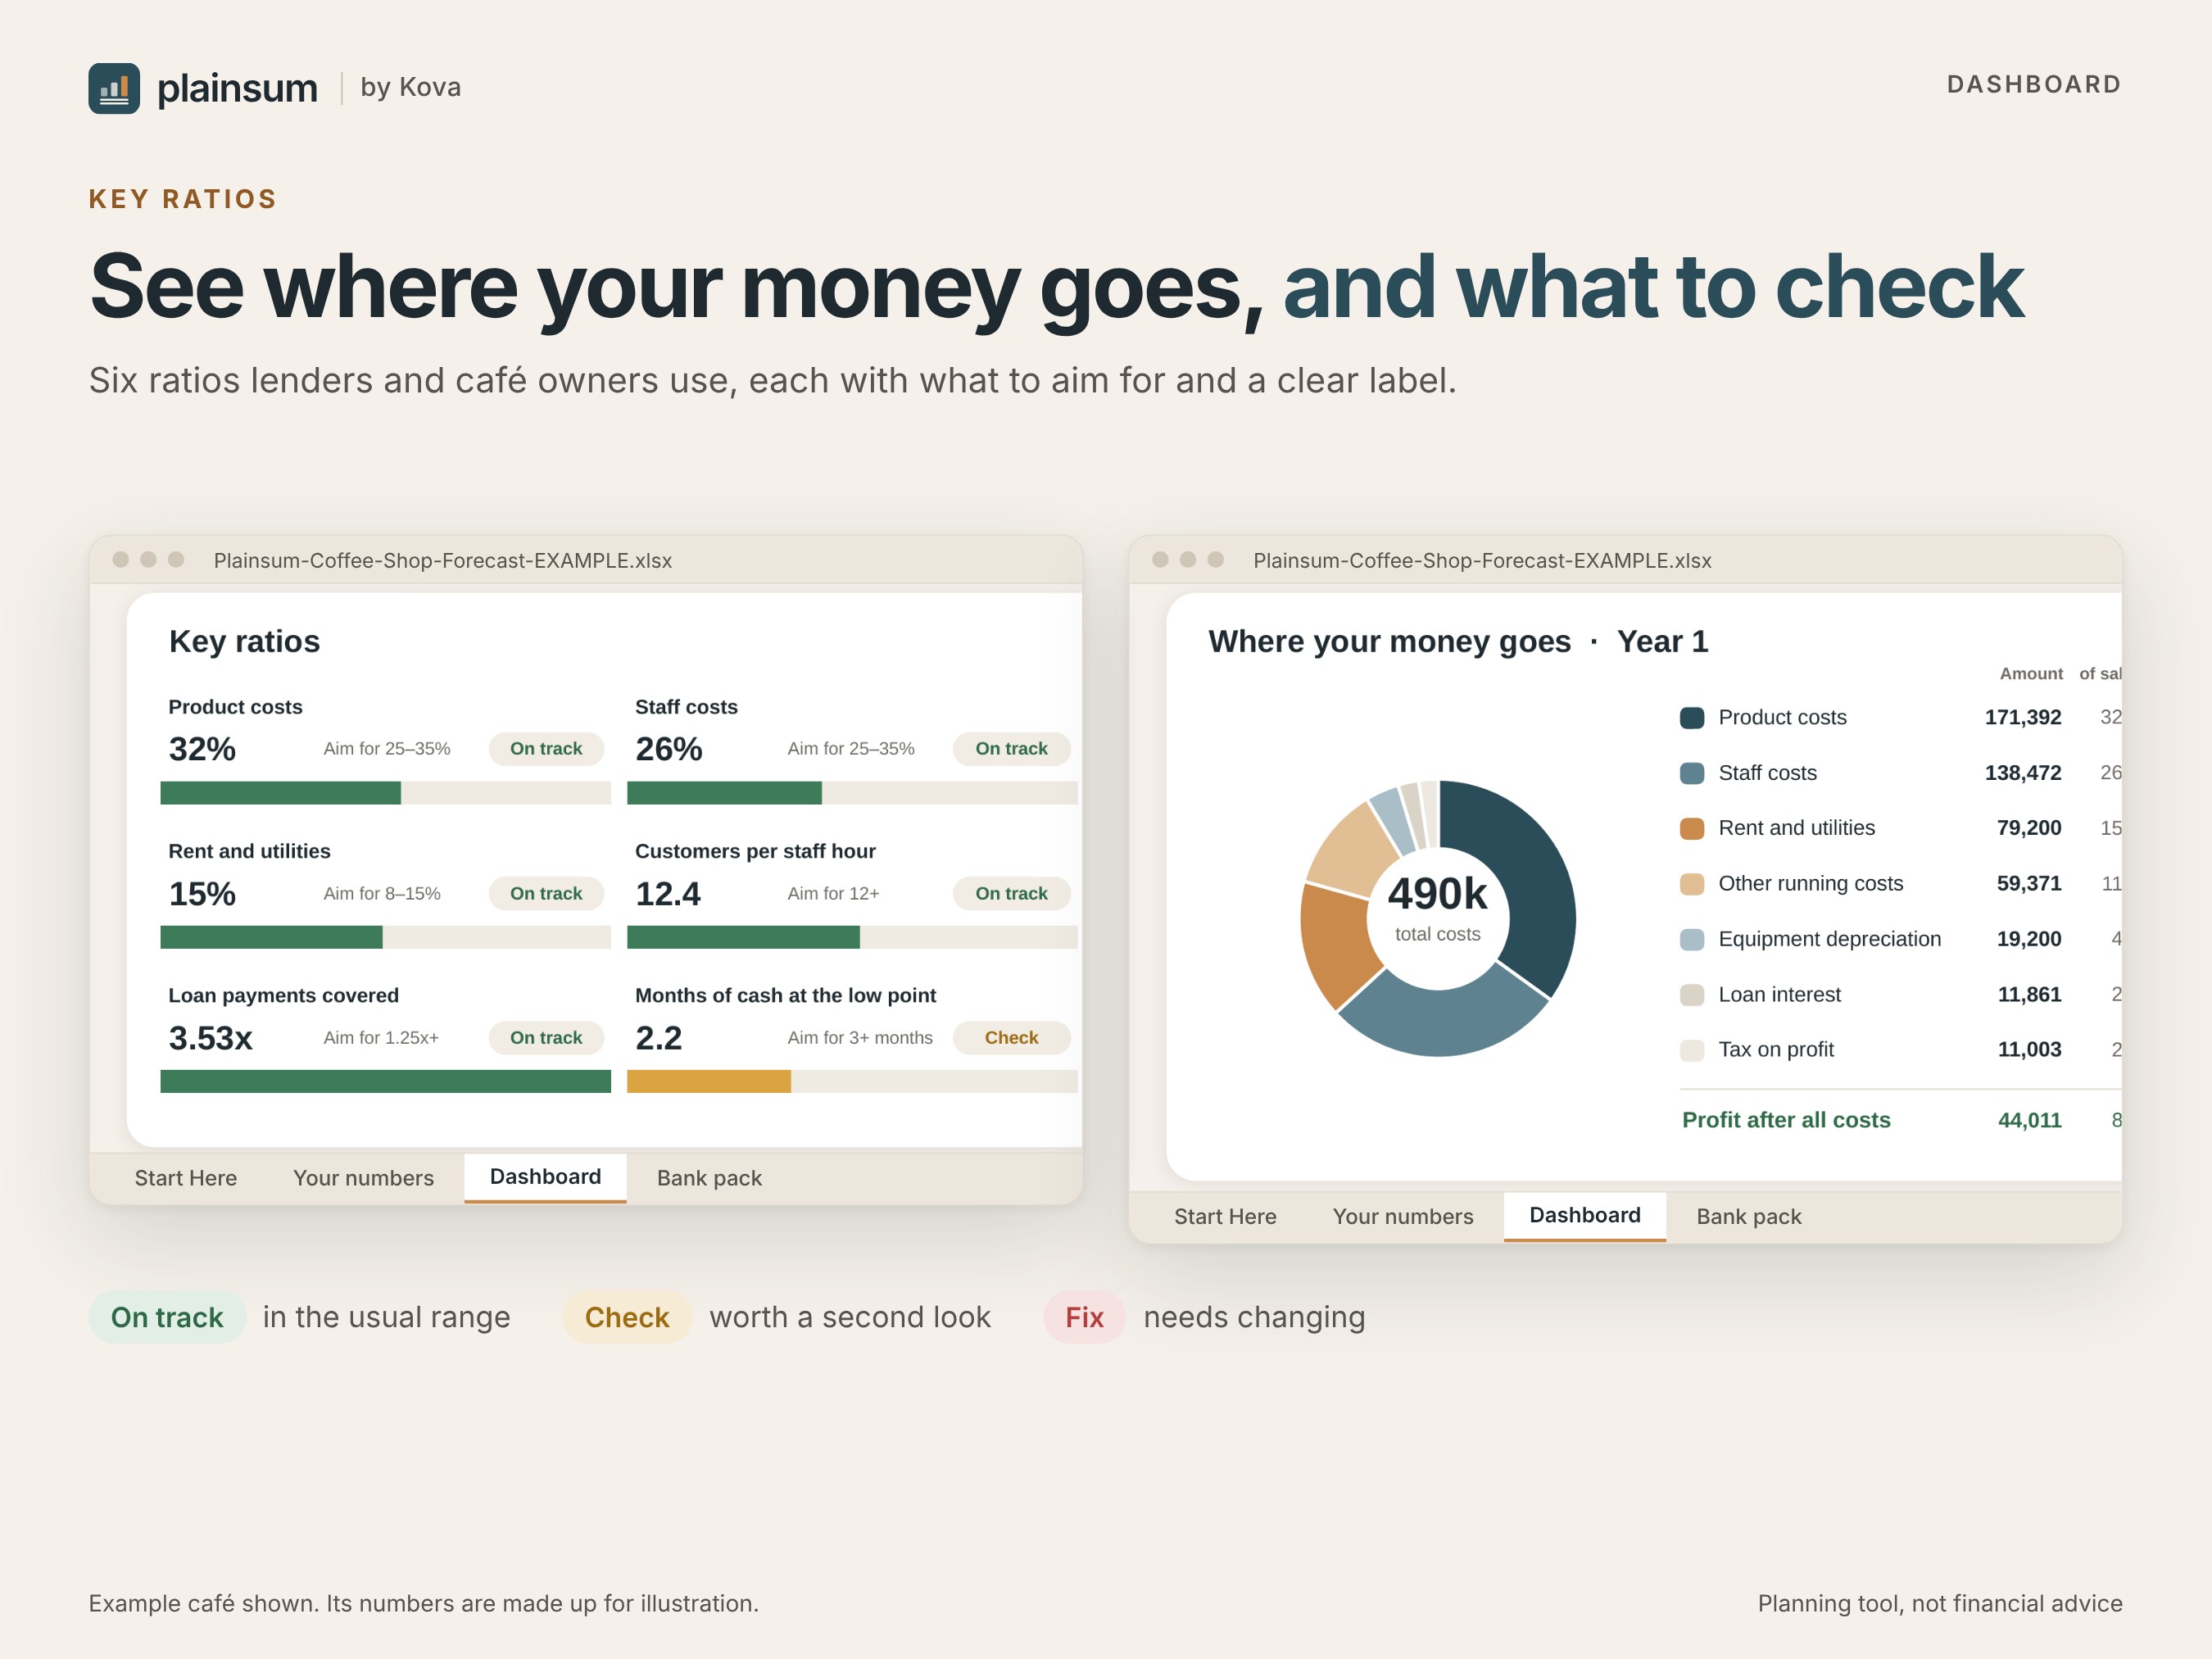 plainsum | by Kova
DASHBOARD
KEY RATIOS
See where your money goes, and what to check
Six ratios lenders and café owners use, each with what to aim for and a clear label.
Plainsum-Coffee-Shop-Forecast-EXAMPLE.xlsx
Key ratios
Product costs
32% Aim for 25–35% On track
Staff costs
26% Aim for 25–35% On track
Rent and utilities
15% Aim for 8–15% On track
Customers per staff hour
12.4 Aim for 12+ On track
Loan payments covered
3.53x Aim for 1.25x+ On track
Months of cash at the low point
2.2 Aim for 3+ months Check
Start Here Your numbers Dashboard Bank pack
Plainsum-Coffee-Shop-Forecast-EXAMPLE.xlsx
Where your money goes · Year 1
Amount of sal
490k
total costs
Product costs 171,392 32
Staff costs 138,472 26
Rent and utilities 79,200 15
Other running costs 59,371 11
Equipment depreciation 19,200 4
Loan interest 11,861 2
Tax on profit 11,003 2
Profit after all costs 44,011 8
Start Here Your numbers Dashboard Bank pack
On track in the usual range Check worth a second look Fix needs changing
Example café shown. Its numbers are made up for illustration.
Planning tool, not financial advice